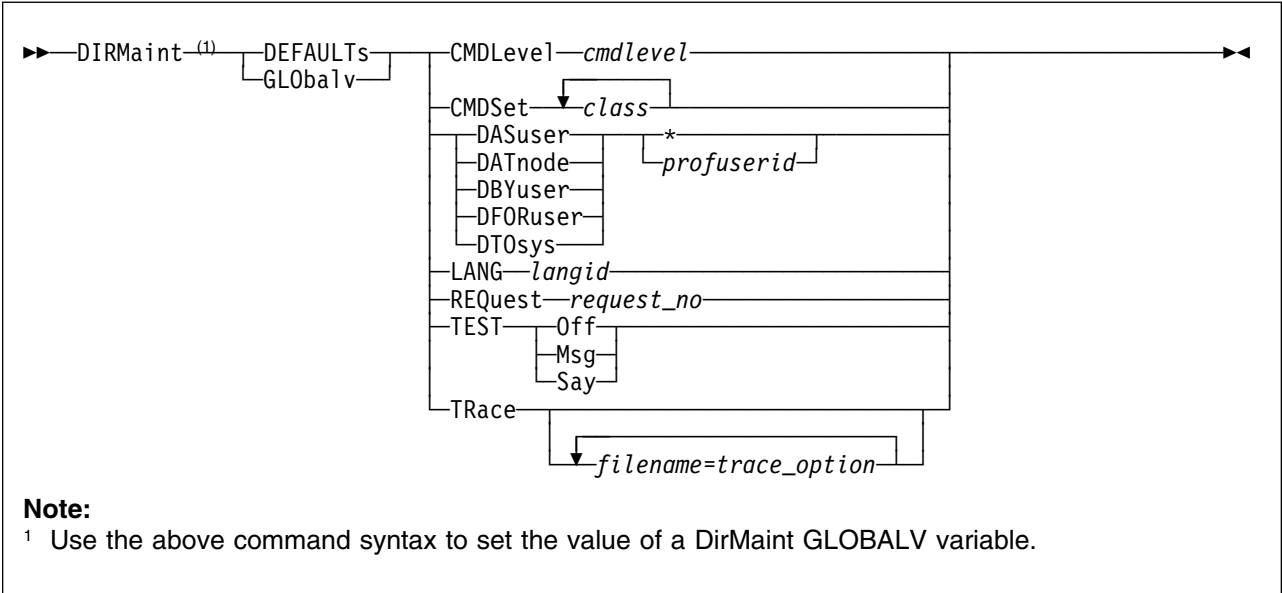 DIRMaint (1) DEFAULTs CMDLevel cmdlevel
GLObalv
CMDSet class
DASuser *
DATnode profuserid
DBYuser
DFORuser
DTOsys
LANG langid
REQuest request_no
TEST Off
Msg
Say
TRace
filename=trace_option
Note:
1 Use the above command syntax to set the value of a DirMaint GLOBALV variable.